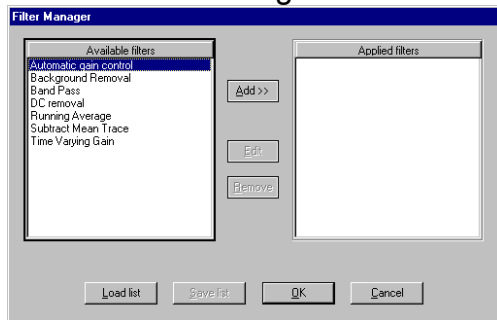 Filter Manager
Available filters
Automatic gain control
Background Removal
Band Pass
DC removal
Running Average
Subtract Mean Trace
Time Varying Gain
Add >>
Edit
Remove
Applied filters
Load list
Save list
OK
Cancel